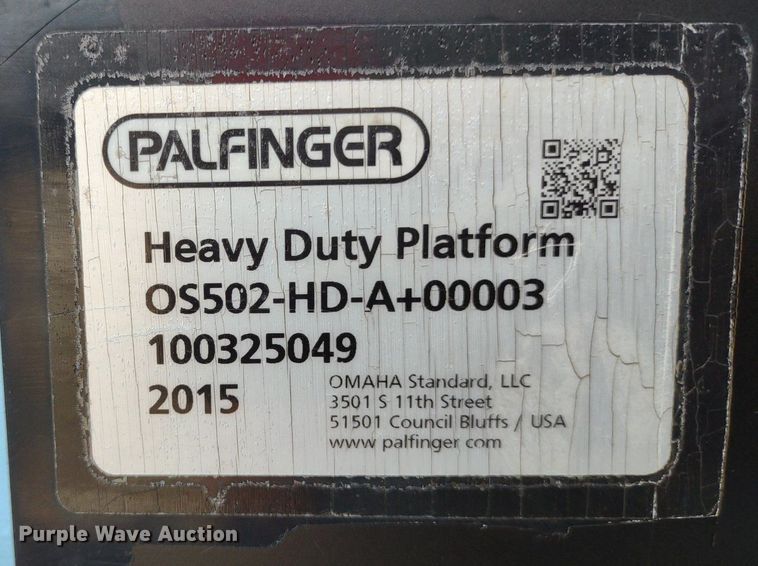 PALFINGER
Heavy Duty Platform
OS502-HD-A+00003
100325049
2015
OMAHA Standard, LLC
3501 S 11th Street
51501 Council Bluffs / USA
www palfinger com
Purple Wave Auction